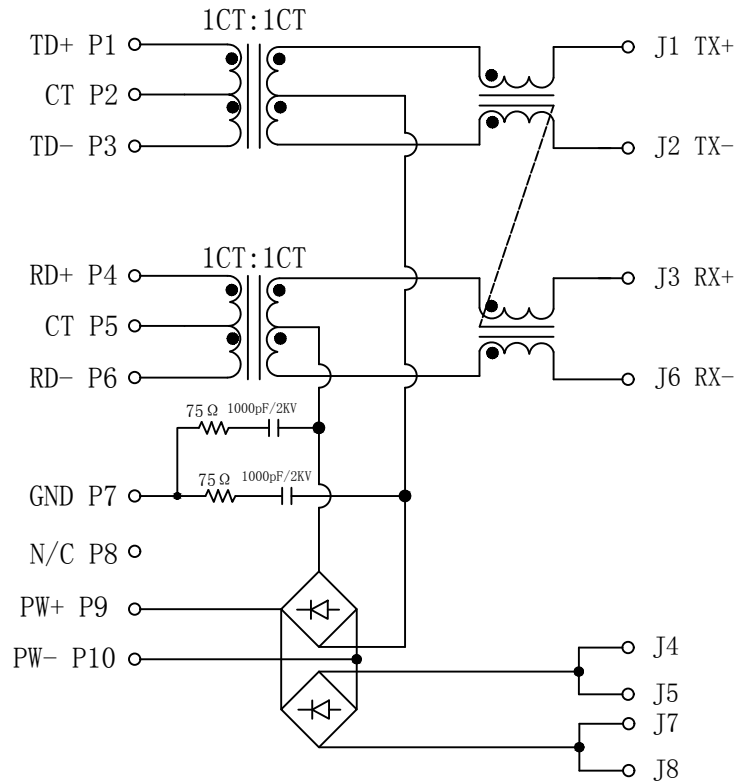 1CT:1CT
TD+ P1
J1 TX+
CT P2
TD- P3
J2 TX-
1CT:1CT
RD+ P4
J3 RX+
CT P5
RD- P6
J6 RX-
75Ω 1000pF/2KV
75Ω 1000pF/2KV
GND P7
N/C P8
PW+ P9
PW- P10
J4
J5
J7
J8